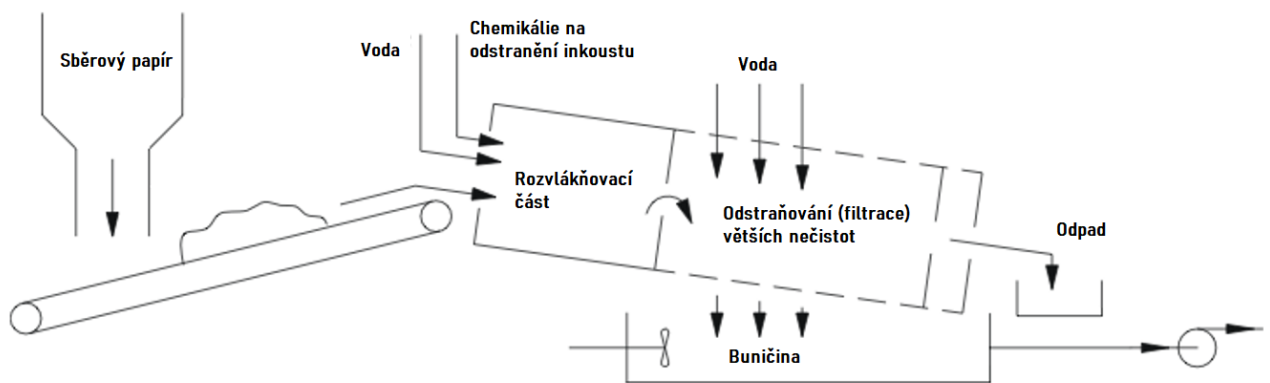 Sběrový papír
Voda
Chemikálie na
odstranění inkoustu
Voda
Rozvlákňovací
část
Odstraňování (filtrace)
větších nečistot
Odpad
Buničina